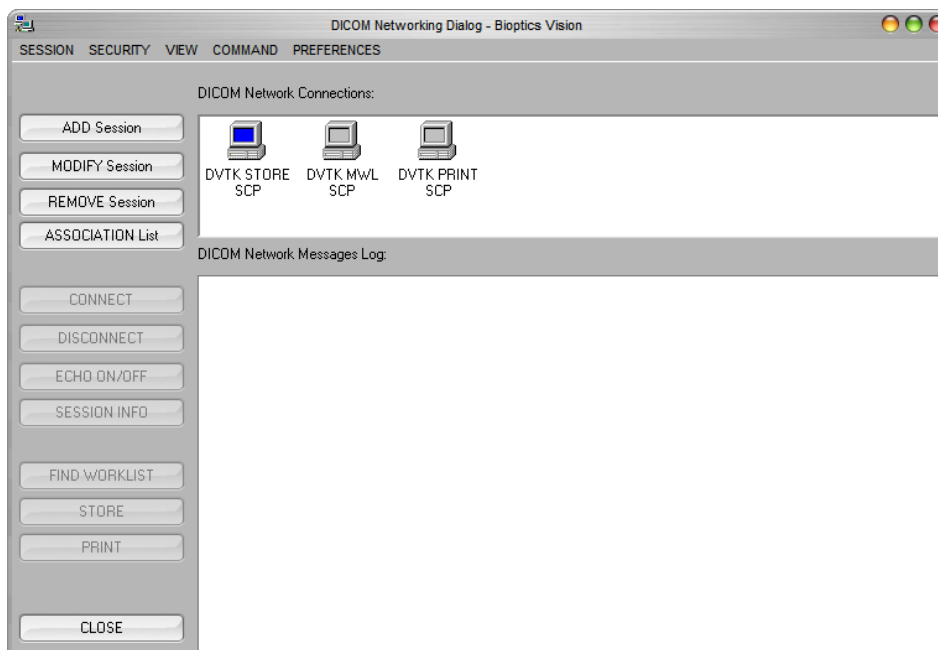 DICOM Networking Dialog - Bioptics Vision
SESSION SECURITY VIEW COMMAND PREFERENCES
DICOM Network Connections:
ADD Session
MODIFY Session
REMOVE Session
ASSOCIATION List
DVTK STORE
SCP
DVTK MWL
SCP
DVTK PRINT
SCP
DICOM Network Messages Log:
CONNECT
DISCONNECT
ECHO ON/OFF
SESSION INFO
FIND WORKLIST
STORE
PRINT
CLOSE